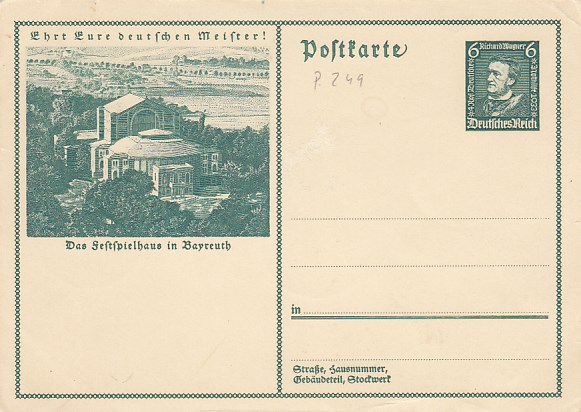 Ehrt Eure deutschen Meister!
Das Festspielhaus in Bayreuth
Postkarte
P 249
6 Richard Wagner 6
Deutsches Reich
in
Straße, Hausnummer,
Gebäudeteil, Stockwerk